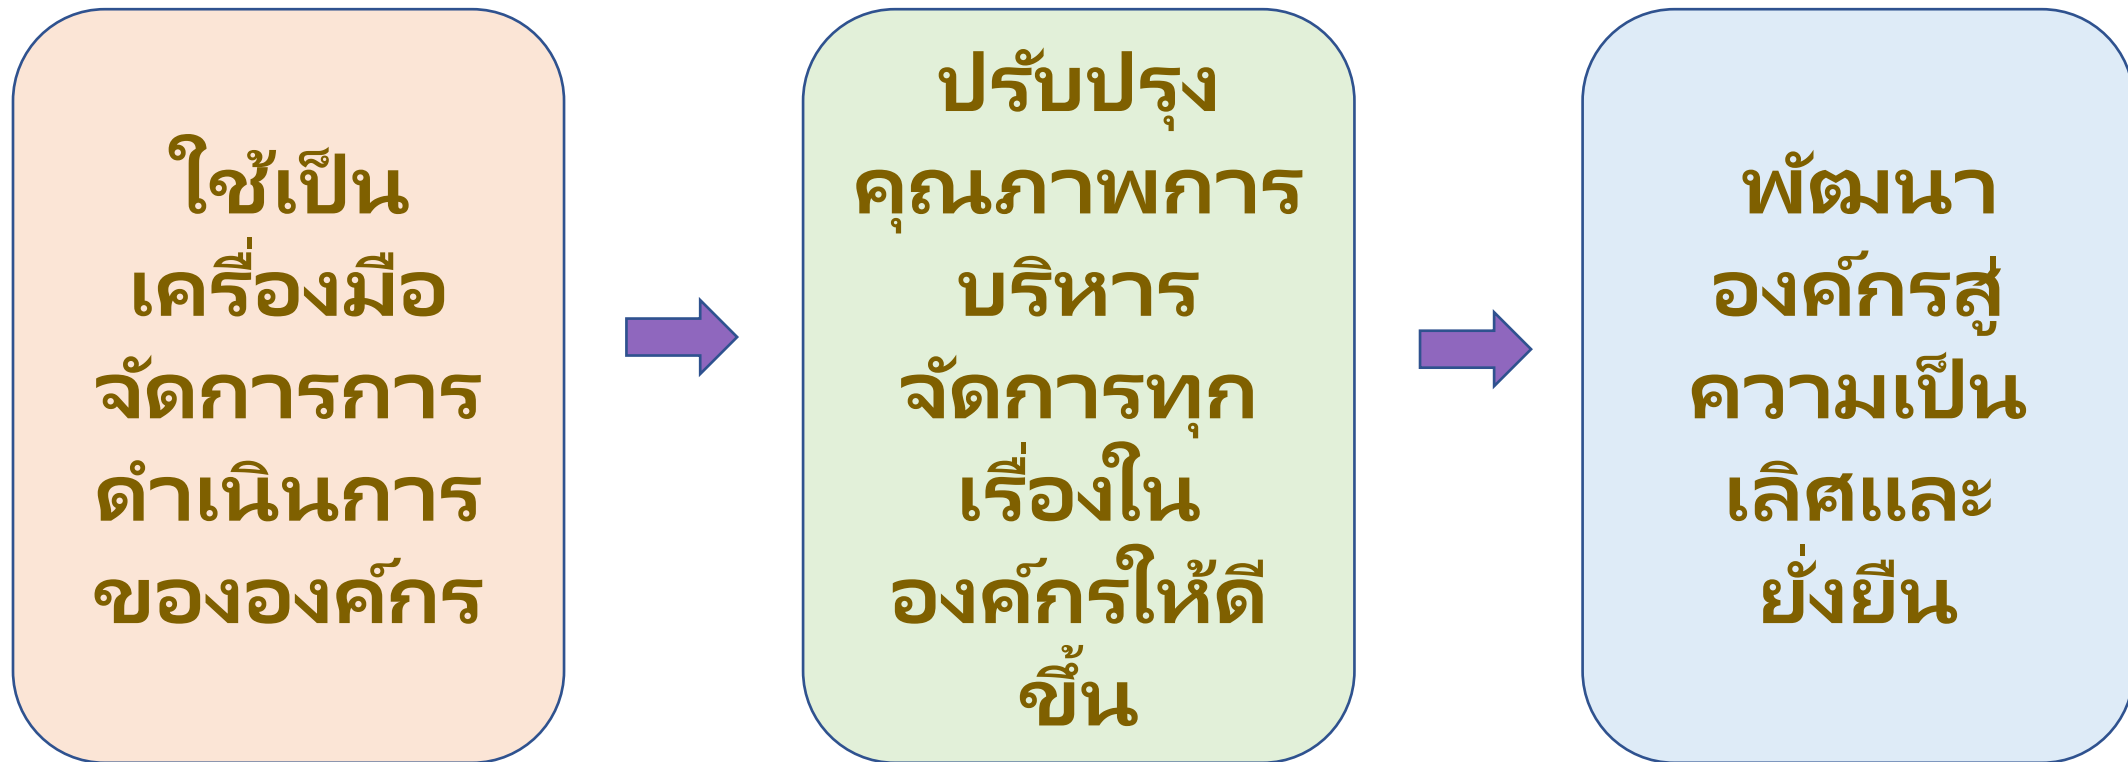 ใช้เป็น
เครื่องมือ
จัดการการ
ดำเนินการ
ขององค์กร
ปรับปรุง
คุณภาพการ
บริหาร
จัดการทุก
เรื่องใน
องค์กรให้ดี
ขึ้น
พัฒนา
องค์กรสู่
ความเป็น
เลิศและ
ยั่งยืน